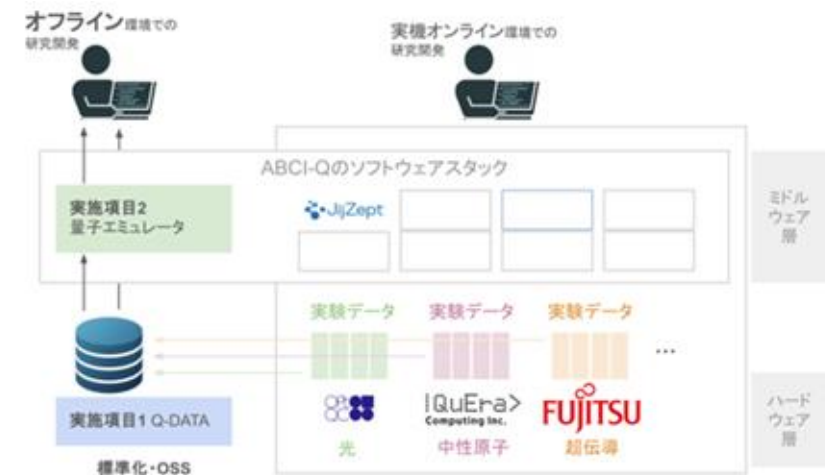 オフライン環境での
研究開発
実機オンライン環境での
研究開発
ABCI-Qのソフトウェアスタック
実施項目2
量子エミュレータ
JijZept
ミドル
ウェア
層
実験データ
実験データ
実験データ
...
実施項目1 Q-DATA
標準化・OSS
QuEra>
Computing Inc.
FUJITSU
光
中性原子
超伝導
ハード
ウェア
層